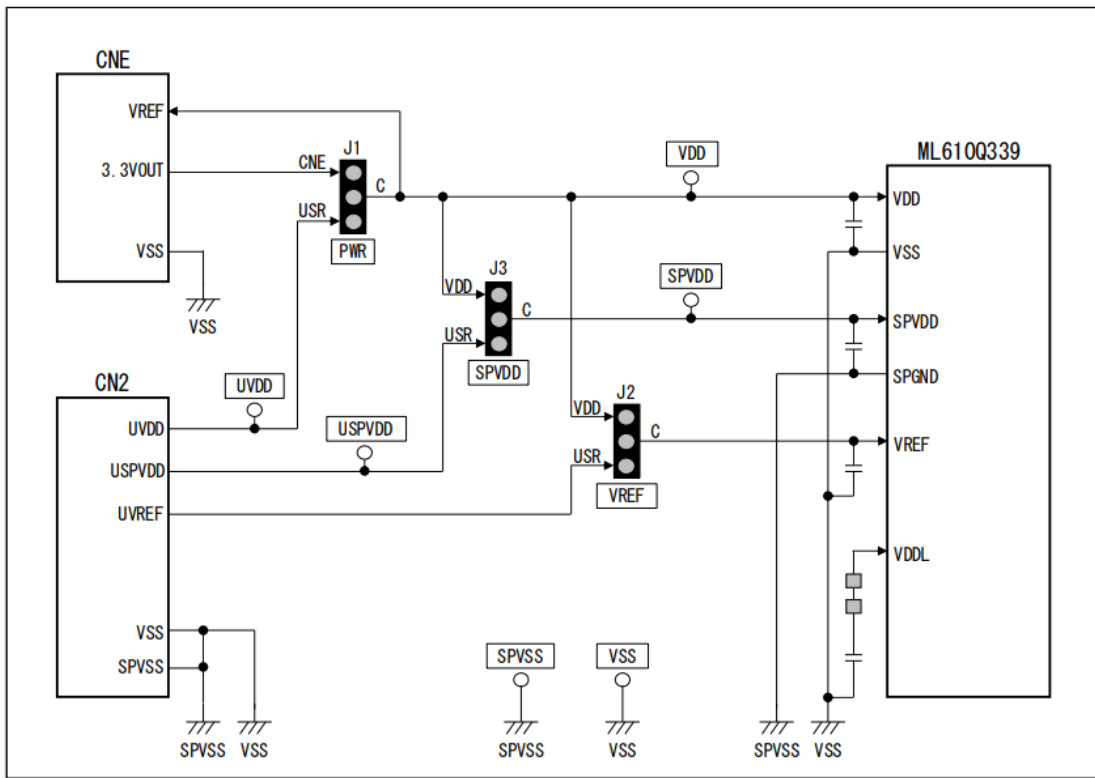 CNE
VREF
3.3VOUT
VSS
VSS
J1
CNE
C
USR
PWR
VDD
J3
VDD
C
USR
SPVDD
SPVDD
J2
VDD
C
USR
VREF
ML610Q339
VDD
VSS
SPVDD
SPGND
VREF
VDDL
CN2
UVDD
UVDD
USPVDD
USPVDD
UVREF
VSS
SPVSS
SPVSS
VSS
SPVSS
VSS
SPVSS
VSS
SPVSS
VSS